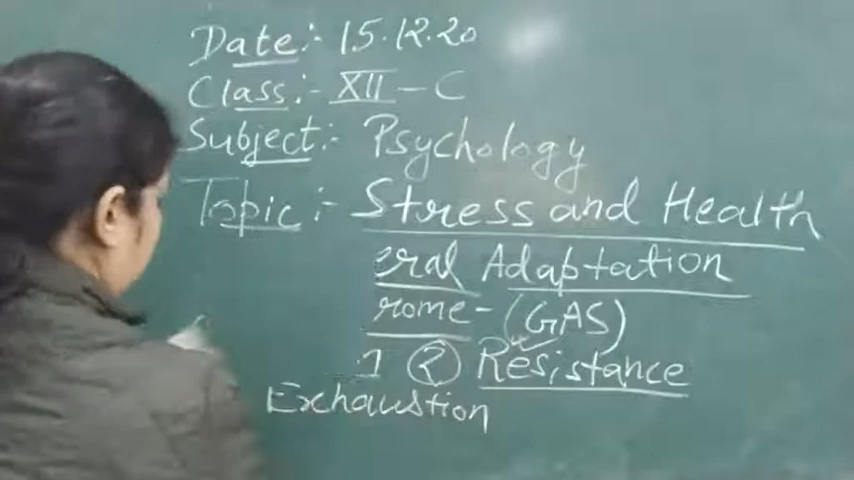 Date:- 15.12.20
Class:- XII - C
Subject:- Psychology
Topic:- Stress and Health
eral Adaptation
rome - (GAS)
② Resistance
Exhaustion